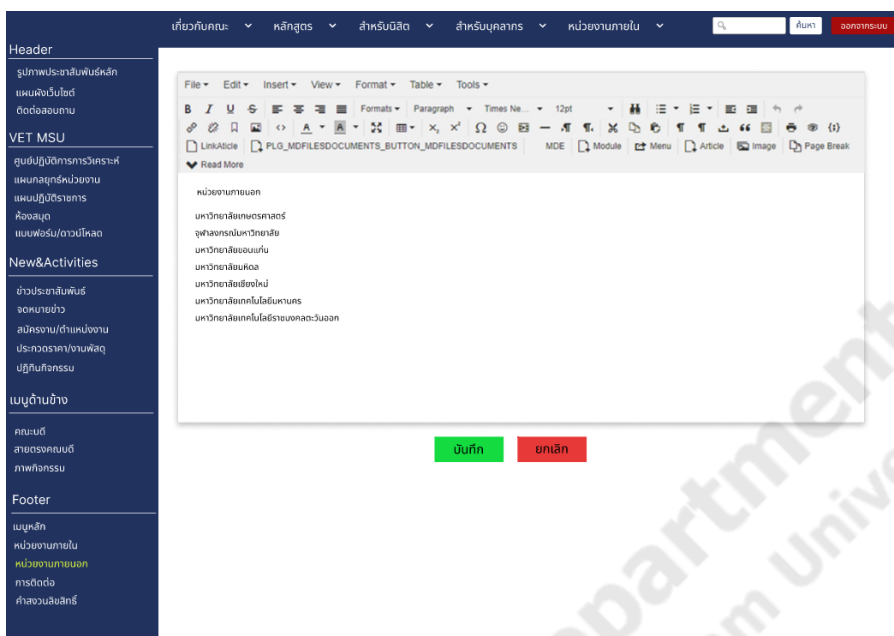 เกี่ยวกับคณะ หลักสูตร สำหรับนิสิต สำหรับบุคลากร หน่วยงานภายใน ค้นหา ออกจากระบบ
Header
รูปภาพประชาสัมพันธ์หลัก
แผนผังเว็บไซต์
ติดต่อสอบถาม
VET MSU
ศูนย์ปฏิบัติการการวิเคราะห์
แผนกลยุทธ์หน่วยงาน
แผนปฏิบัติราชการ
ห้องสมุด
แบบฟอร์ม/ดาวน์โหลด
New&Activities
ข่าวประชาสัมพันธ์
จดหมายข่าว
สมัครงาน/ตำแหน่งงาน
ประกวดราคา/งานพัสดุ
ปฏิทินกิจกรรม
เมนูด้านข้าง
คณะบดี
สายตรงคณบดี
ภาพกิจกรรม
Footer
เมนูหลัก
หน่วยงานภายใน
หน่วยงานภายนอก
การติดต่อ
คำสงวนลิขสิทธิ์
File Edit Insert View Format Table Tools
Formats Paragraph Times Ne... 12pt
LinkAticle PLG_MDFILESDOCUMENTS_BUTTON_MDFILESDOCUMENTS MDE Module Menu Article Image Page Break
Read More
หน่วยงานภายนอก
มหาวิทยาลัยเกษตรศาสตร์
จุฬาลงกรณ์มหาวิทยาลัย
มหาวิทยาลัยขอนแก่น
มหาวิทยาลัยมหิดล
มหาวิทยาลัยเชียงใหม่
มหาวิทยาลัยเทคโนโลยีมหานคร
มหาวิทยาลัยเทคโนโลยีราชมงคลตะวันออก
บันทึก ยกเลิก